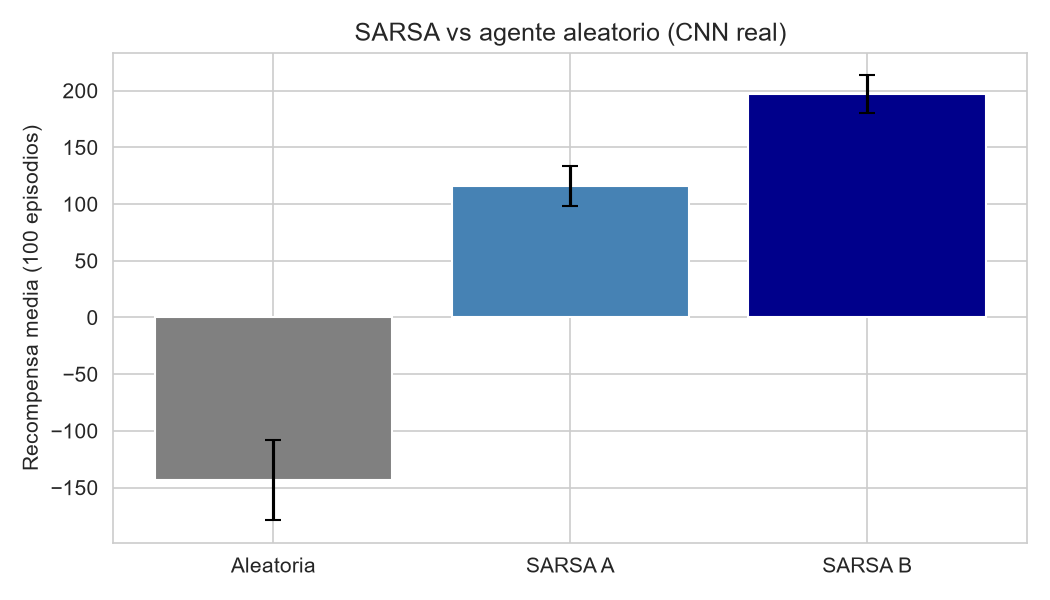 SARSA vs agente aleatorio (CNN real)
Recompensa media (100 episodios)
200
150
100
50
0
−50
−100
−150
Aleatoria
SARSA A
SARSA B